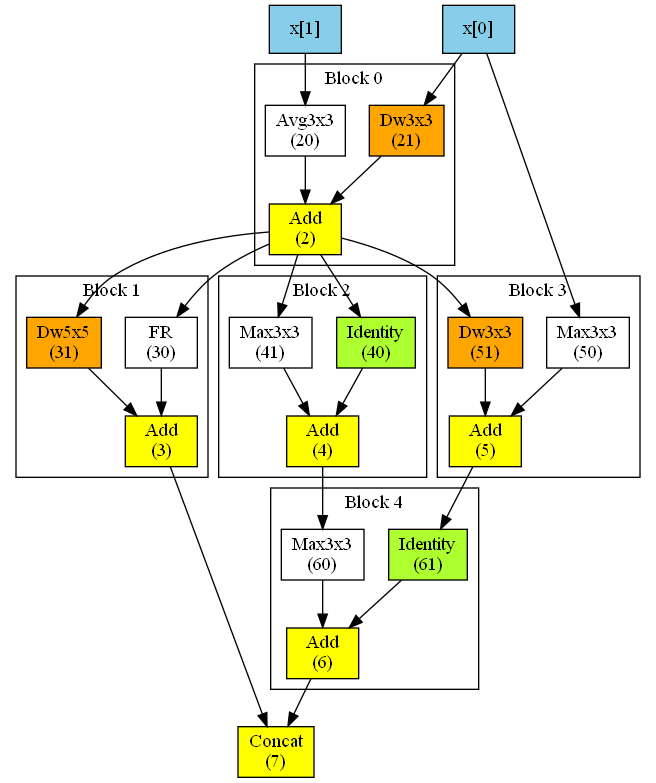 x[1]
x[0]
Block 0
Avg3x3
(20)
Dw3x3
(21)
Add
(2)
Block 1
Dw5x5
(31)
FR
(30)
Add
(3)
Block 2
Max3x3
(41)
Identity
(40)
Add
(4)
Block 3
Dw3x3
(51)
Max3x3
(50)
Add
(5)
Block 4
Max3x3
(60)
Identity
(61)
Add
(6)
Concat
(7)